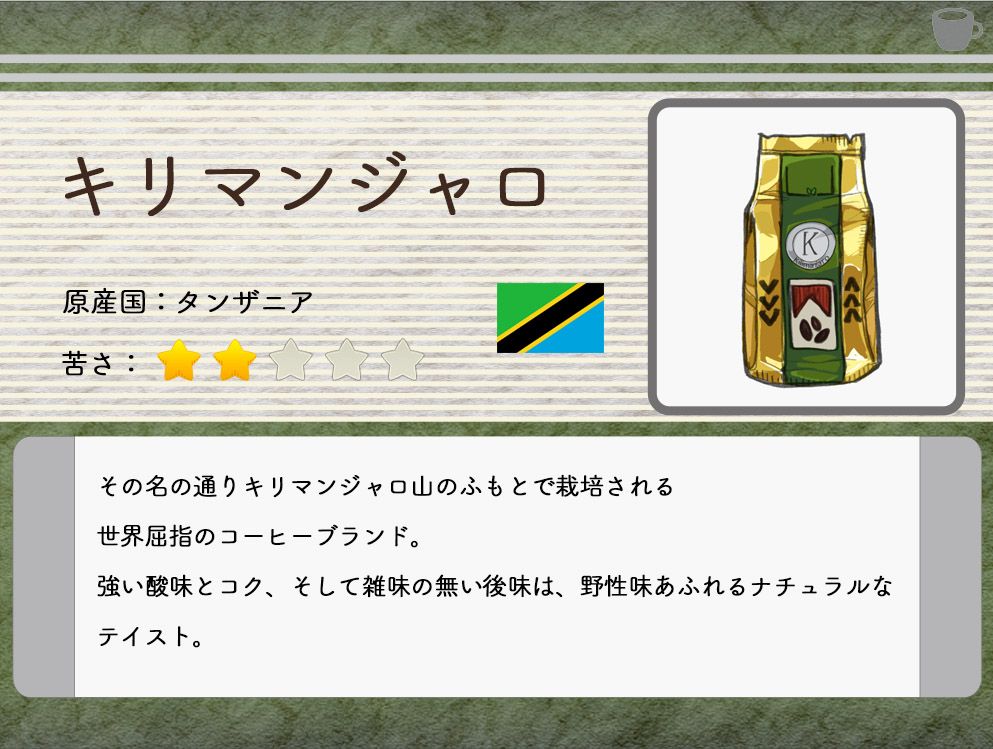 キリマンジャロ
原産国：タンザニア
苦さ：
K
その名の通りキリマンジャロ山のふもとで栽培される
世界屈指のコーヒーブランド。
強い酸味とコク、そして雑味の無い後味は、野性味あふれるナチュラルな
テイスト。